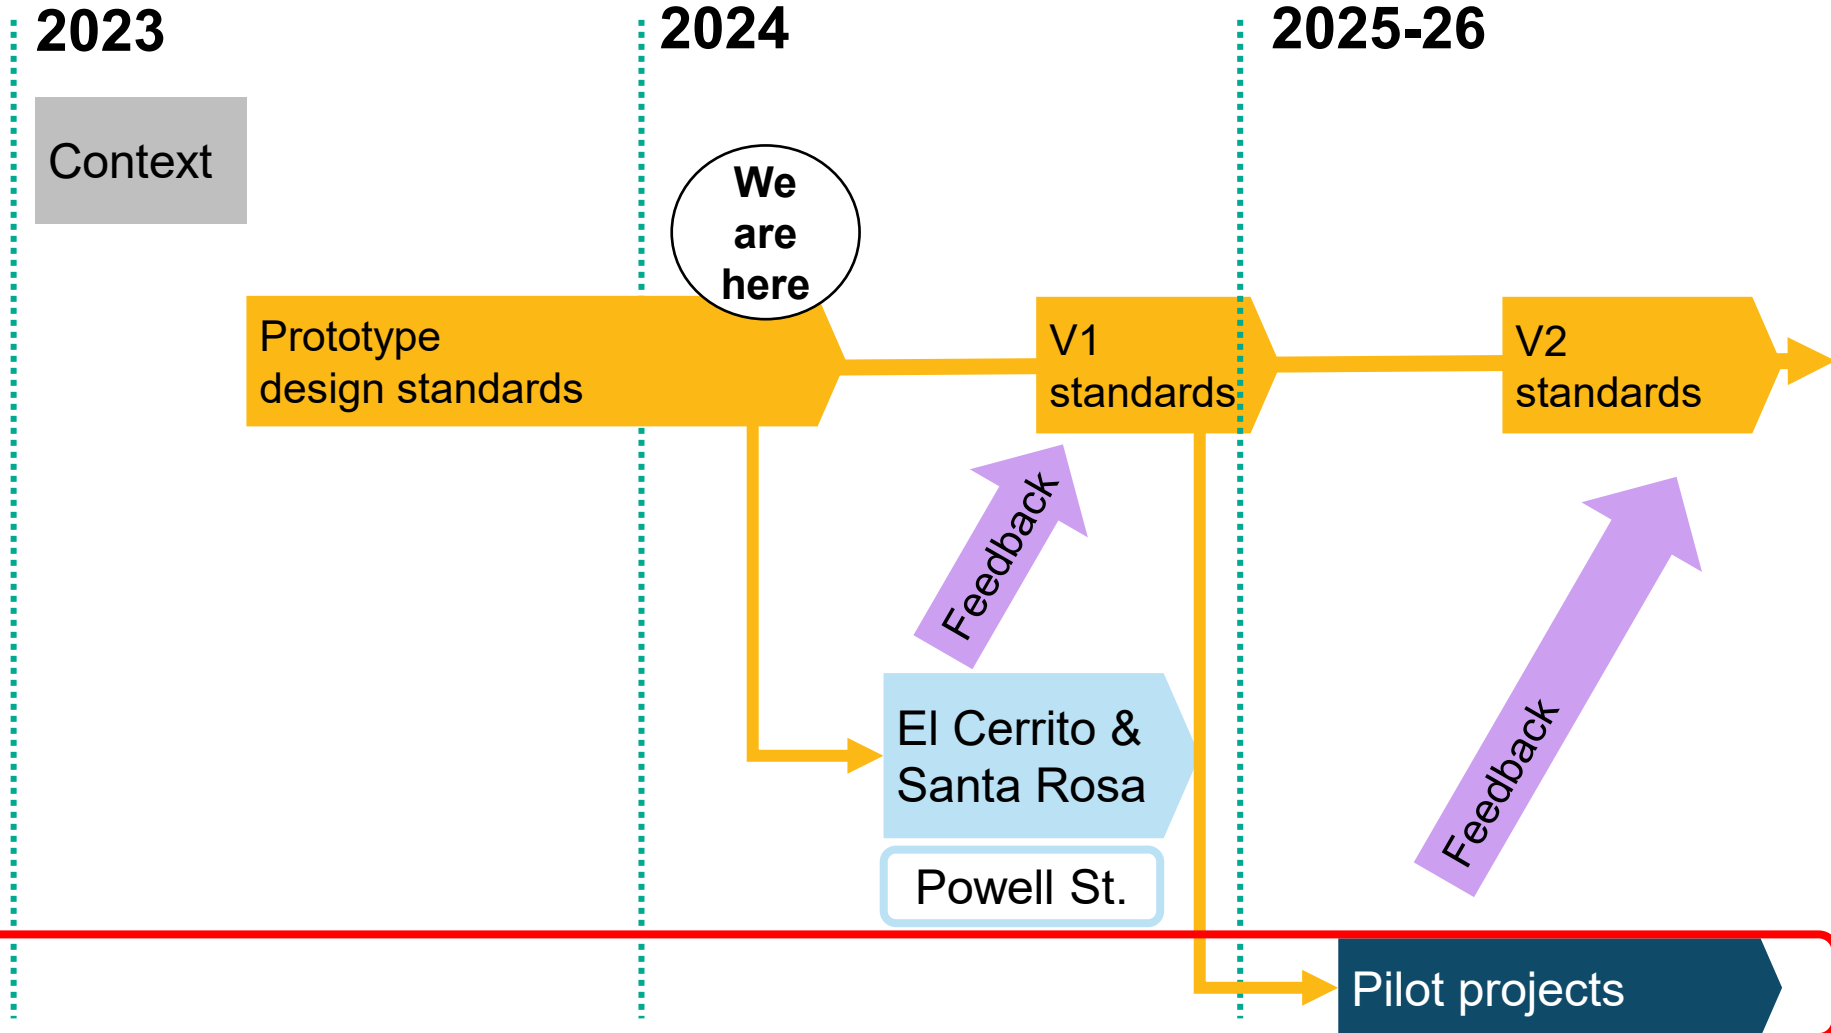 2023
2024
2025-26
Context
We
are
here
Prototype
design standards
V1
standards
V2
standards
Feedback
Feedback
El Cerrito &
Santa Rosa
Powell St.
Pilot projects